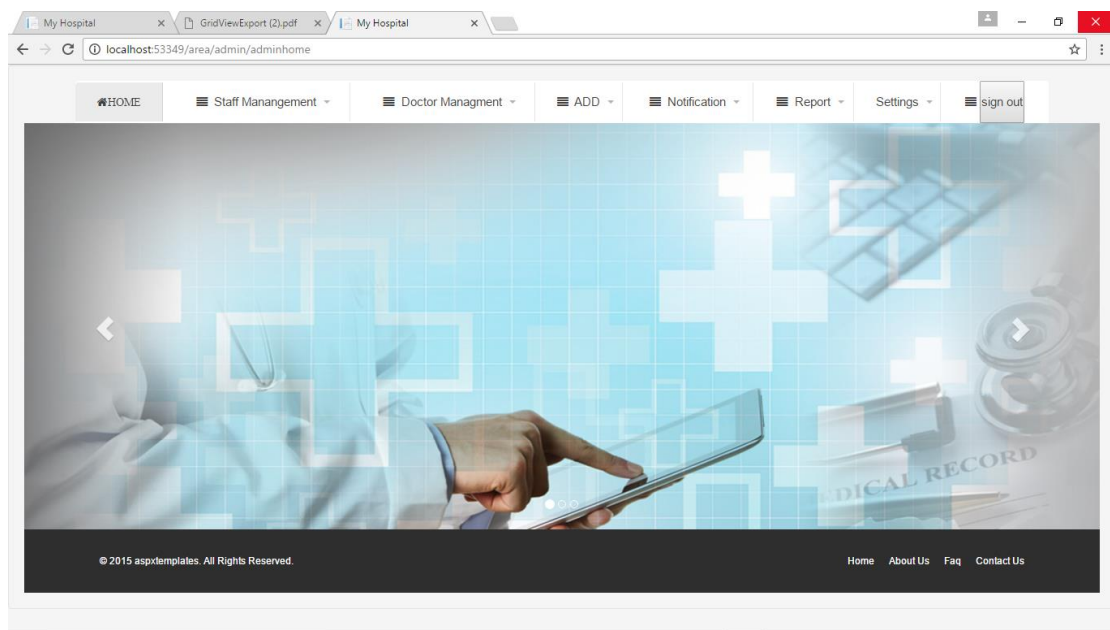 My Hospital
GridViewExport (2).pdf
My Hospital
localhost:53349/area/admin/adminhome
HOME
Staff Manangement
Doctor Managment
ADD
Notification
Report
Settings
sign out
EDICAL RECORD
© 2015 aspxtemplates. All Rights Reserved.
Home About Us Faq Contact Us